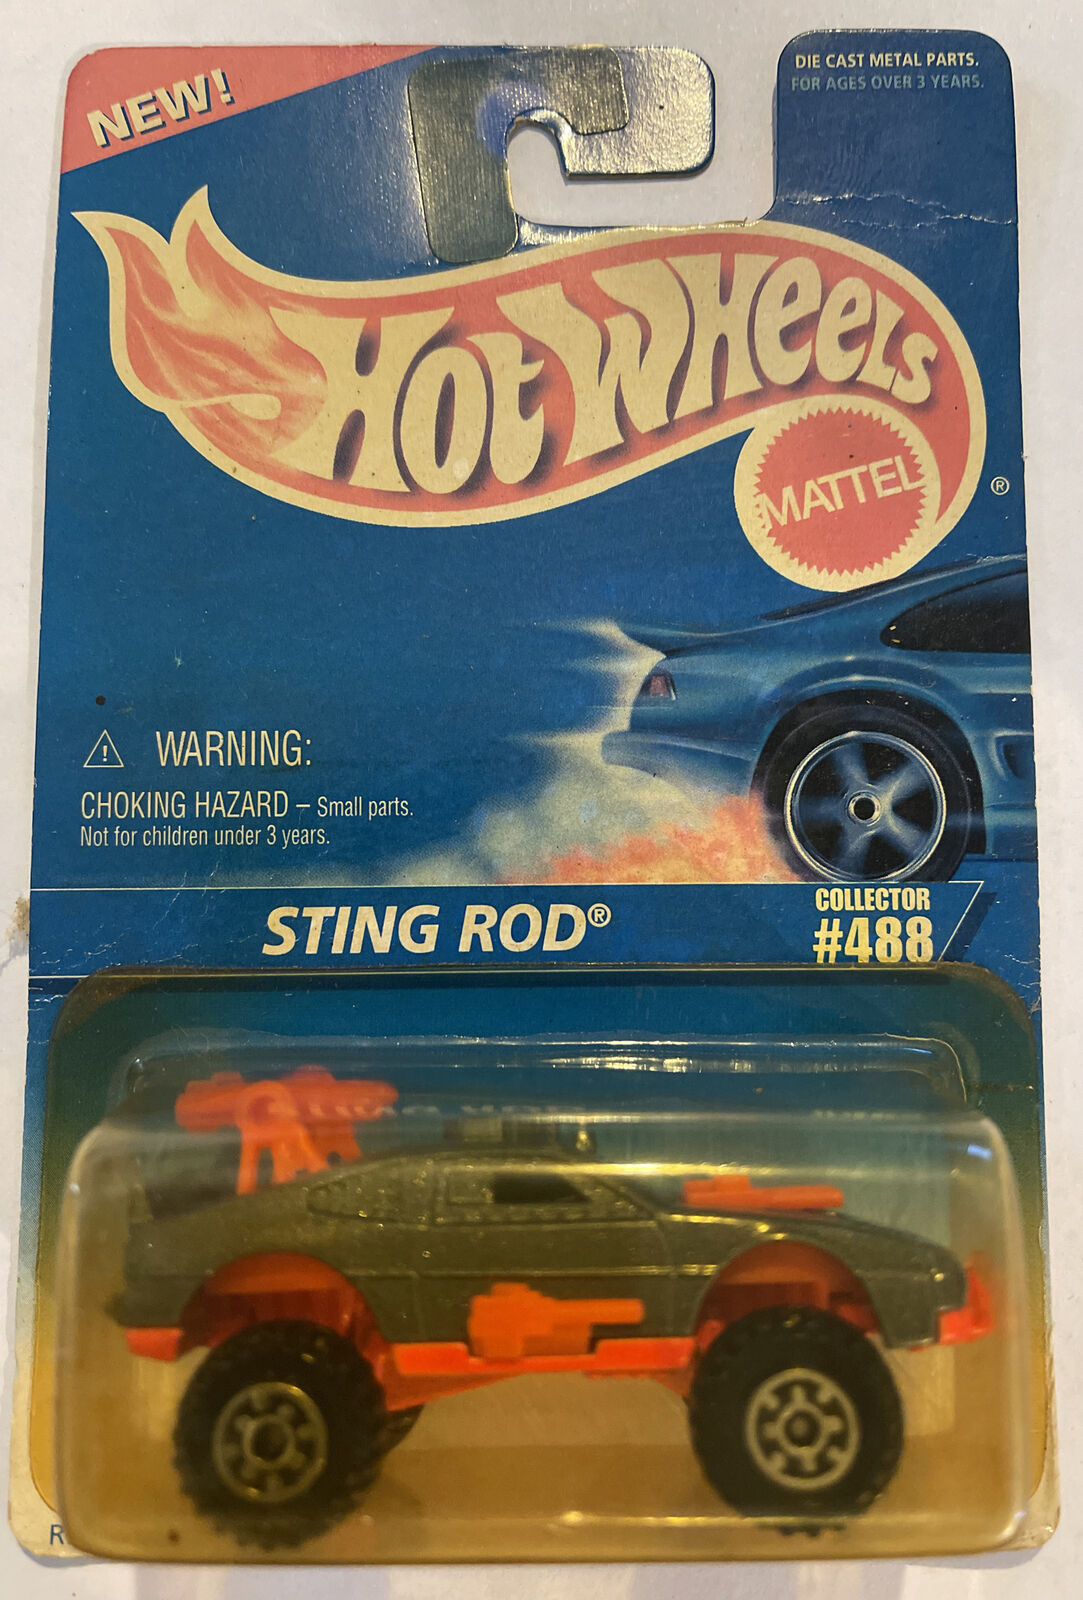 NEW!
DIE CAST METAL PARTS.
FOR AGES OVER 3 YEARS.
HOT WHEELS
MATTEL
®
WARNING:
CHOKING HAZARD – Small parts.
Not for children under 3 years.
STING ROD®
COLLECTOR
#488
R